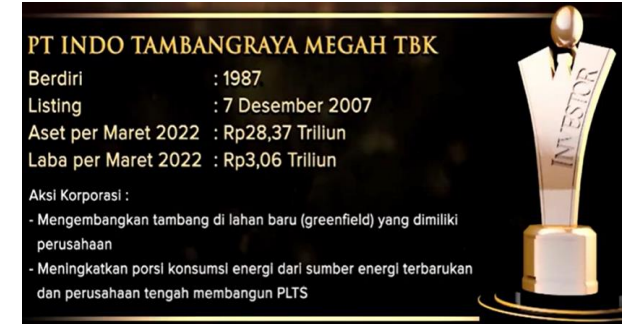 PT INDO TAMBANGRAYA MEGAH TBK
Berdiri : 1987
Listing : 7 Desember 2007
Aset per Maret 2022 : Rp28,37 Triliun
Laba per Maret 2022 : Rp3,06 Triliun
Aksi Korporasi :
- Mengembangkan tambang di lahan baru (greenfield) yang dimiliki
perusahaan
- Meningkatkan porsi konsumsi energi dari sumber energi terbarukan
dan perusahaan tengah membangun PLTS
INVESTOR